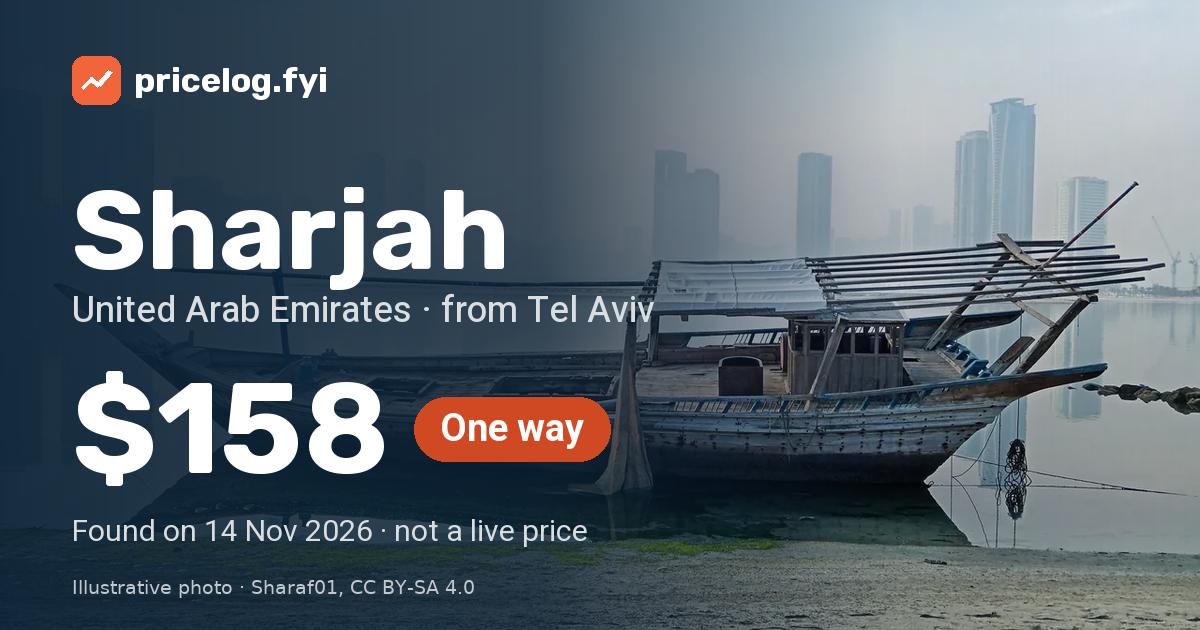 pricelog.fyi
Sharjah
United Arab Emirates · from Tel Aviv
$158
One way
Found on 14 Nov 2026 · not a live price
Illustrative photo · Sharaf01, CC BY-SA 4.0